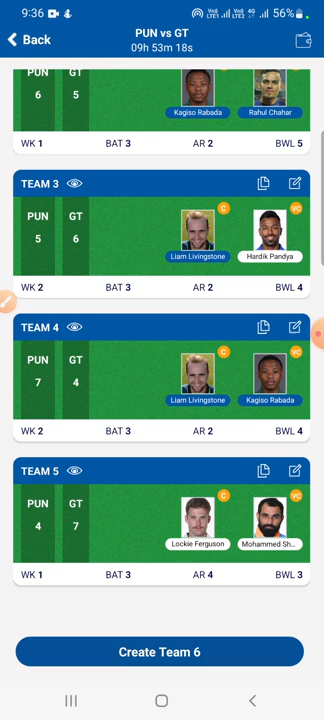 9:36 56%
Back PUN vs GT
09h 53m 18s
PUN GT
6 5
Kagiso Rabada Rahul Chahar
WK 1 BAT 3 AR 2 BWL 5
TEAM 3
PUN GT C VC
5 6
Liam Livingstone Hardik Pandya
WK 2 BAT 3 AR 2 BWL 4
TEAM 4
PUN GT C VC
7 4
Liam Livingstone Kagiso Rabada
WK 2 BAT 3 AR 2 BWL 4
TEAM 5
PUN GT C VC
4 7
Lockie Ferguson Mohammed Sh...
WK 1 BAT 3 AR 4 BWL 3
Create Team 6